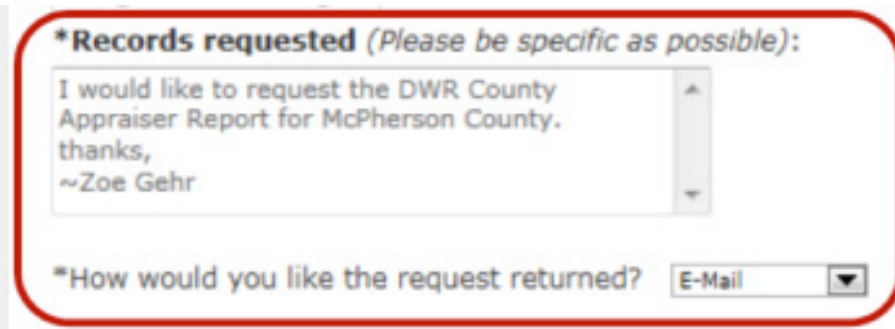 *Records requested (Please be specific as possible):
I would like to request the DWR County
Appraiser Report for McPherson County.
thanks,
~Zoe Gehr
*How would you like the request returned? E-Mail